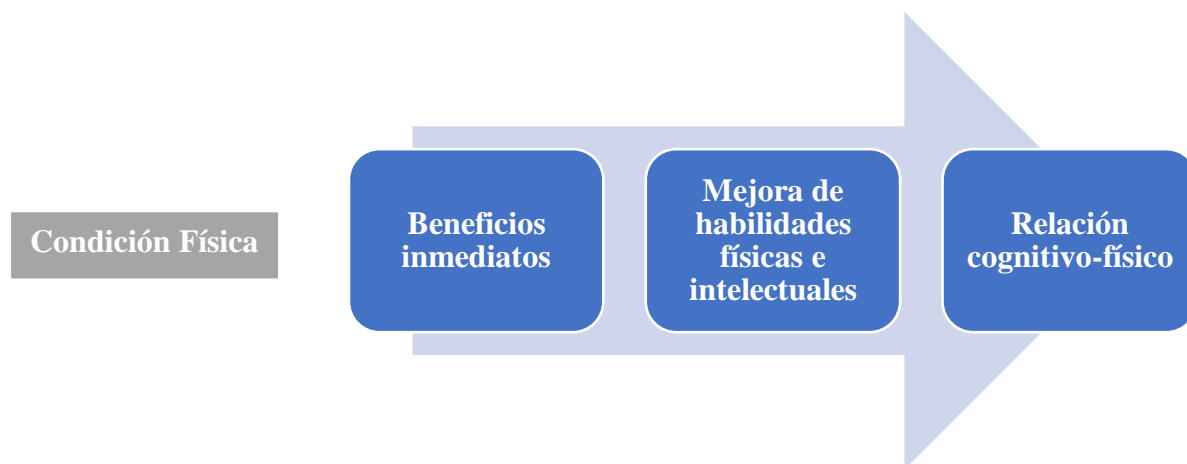 Condición Física
Beneficios
inmediatos
Mejora de
habilidades
físicas e
intelectuales
Relación
cognitivo-físico